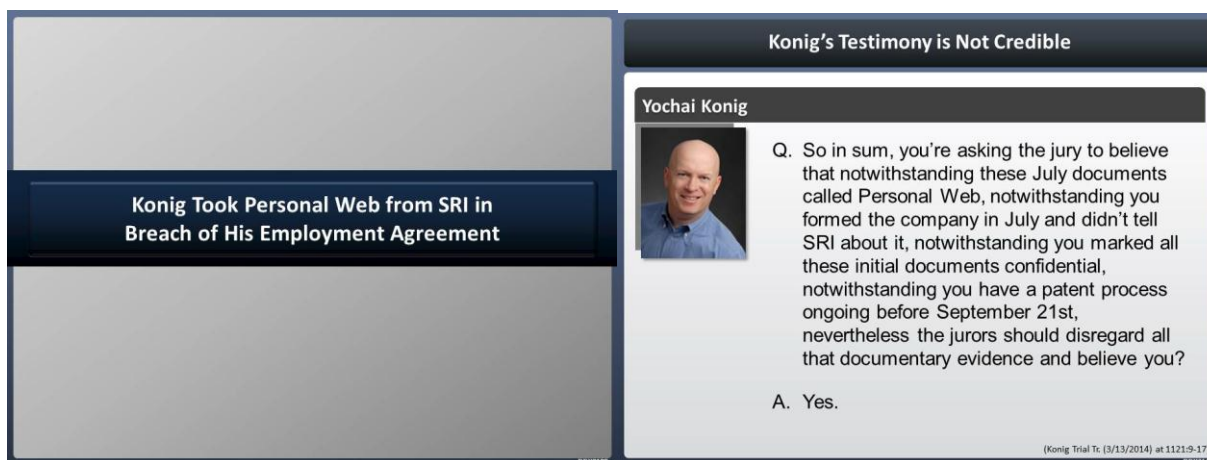 Konig Took Personal Web from SRI in
Breach of His Employment Agreement
Konig’s Testimony is Not Credible
Yochai Konig
Q. So in sum, you’re asking the jury to believe
that notwithstanding these July documents
called Personal Web, notwithstanding you
formed the company in July and didn’t tell
SRI about it, notwithstanding you marked all
these initial documents confidential,
notwithstanding you have a patent process
ongoing before September 21st,
nevertheless the jurors should disregard all
that documentary evidence and believe you?
A. Yes.
(Konig Trial Tr. (3/13/2014) at 1121:9-17